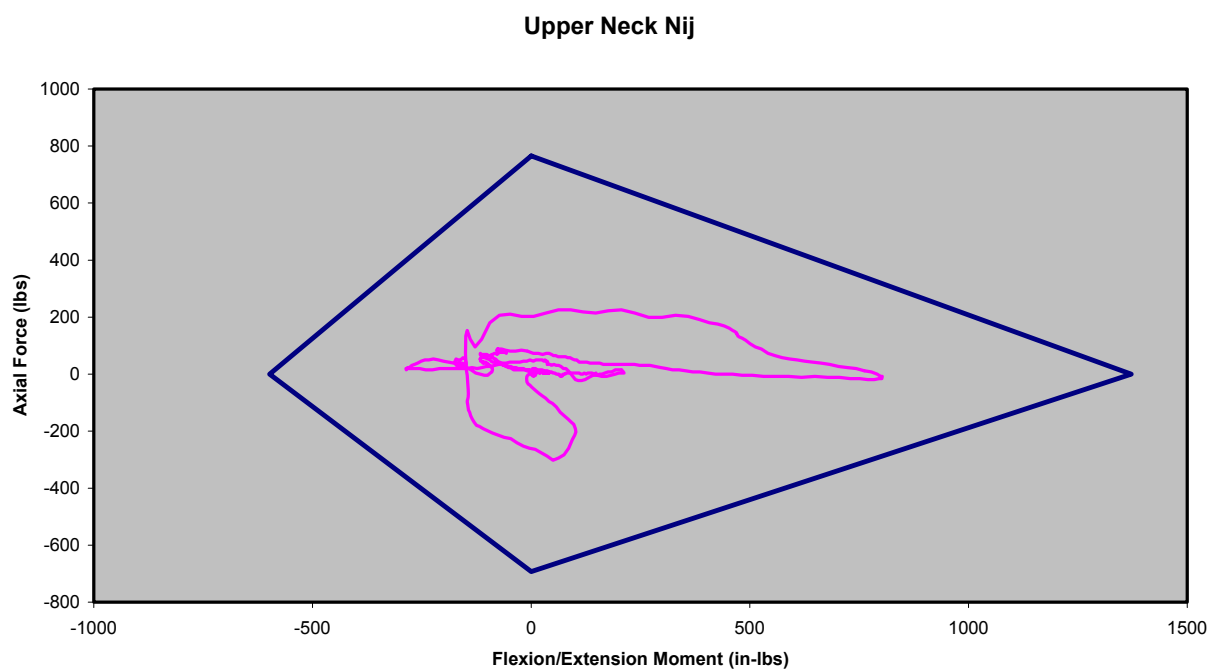 Upper Neck Nij
1000
800
600
400
200
0
-200
-400
-600
-800
Axial Force (lbs)
-1000 -500 0 500 1000 1500
Flexion/Extension Moment (in-lbs)